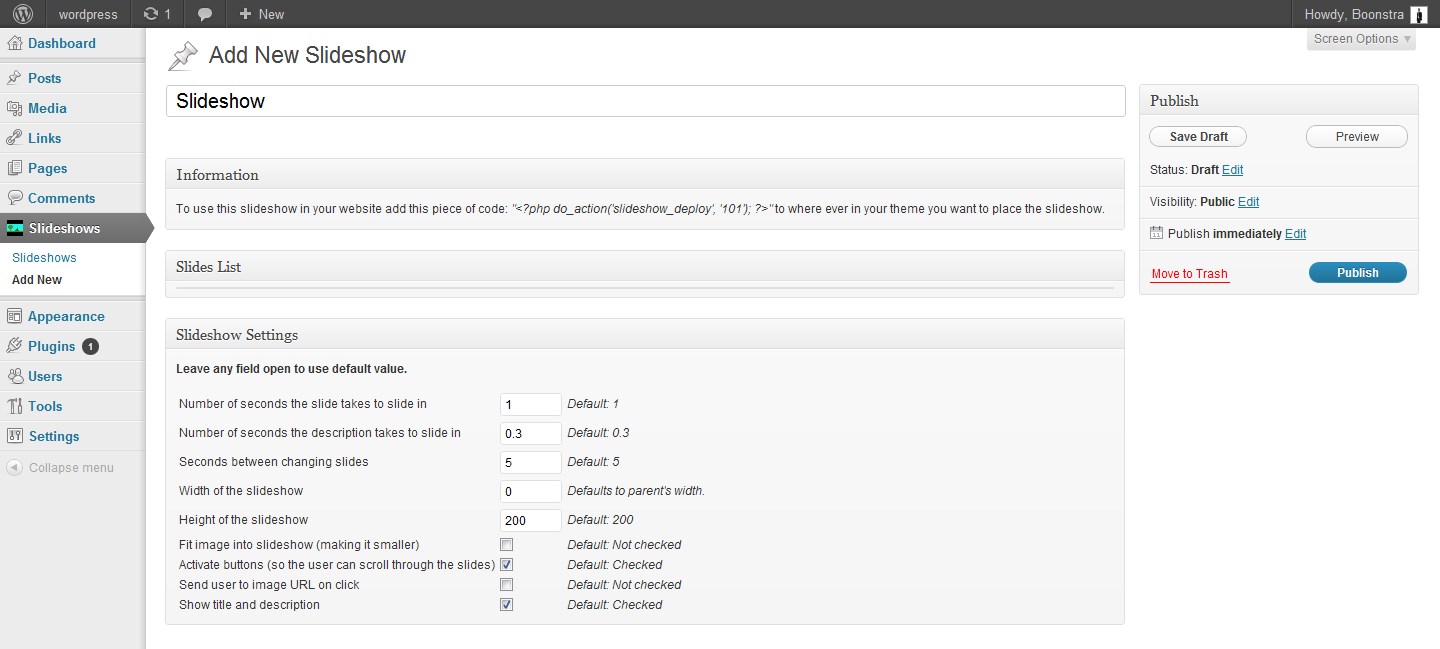 wordpress 1 New Howdy, Boonstra
Screen Options
Dashboard
Posts
Media
Links
Pages
Comments
Slideshows
Slideshows
Add New
Appearance
Plugins 1
Users
Tools
Settings
Collapse menu
Add New Slideshow
Slideshow
Information
To use this slideshow in your website add this piece of code: "<?php do_action('slideshow_deploy', '101'); ?>" to where ever in your theme you want to place the slideshow.
Slides List
Slideshow Settings
Leave any field open to use default value.
Number of seconds the slide takes to slide in 1 Default: 1
Number of seconds the description takes to slide in 0.3 Default: 0.3
Seconds between changing slides 5 Default: 5
Width of the slideshow 0 Defaults to parent's width.
Height of the slideshow 200 Default: 200
Fit image into slideshow (making it smaller) Default: Not checked
Activate buttons (so the user can scroll through the slides) Default: Checked
Send user to image URL on click Default: Not checked
Show title and description Default: Checked
Publish
Save Draft Preview
Status: Draft Edit
Visibility: Public Edit
11 Publish immediately Edit
Move to Trash Publish